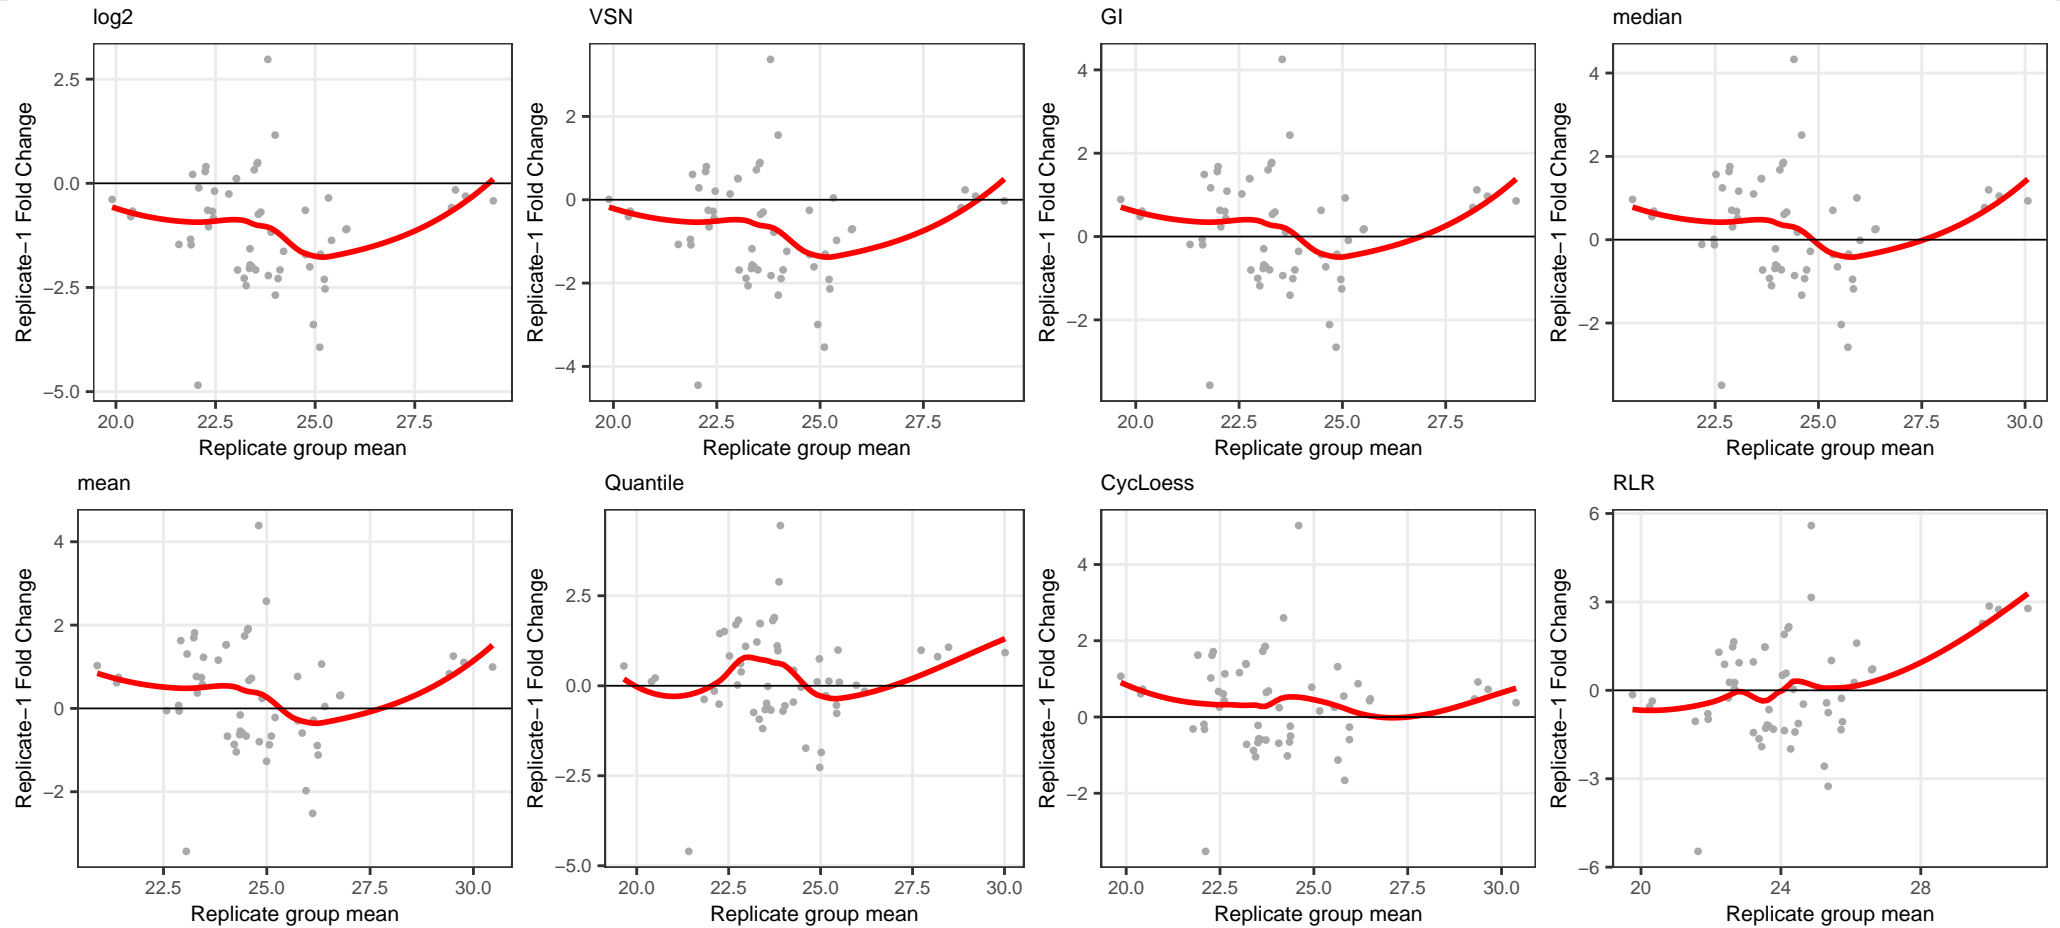 log2
VSN
GI
median
Replicate−1 Fold Change
2.5
0.0
−2.5
−5.0
20.0 22.5 25.0 27.5
Replicate group mean
Replicate−1 Fold Change
2
0
−2
−4
20.0 22.5 25.0 27.5
Replicate group mean
Replicate−1 Fold Change
4
2
0
−2
20.0 22.5 25.0 27.5
Replicate group mean
Replicate−1 Fold Change
4
2
0
−2
22.5 25.0 27.5 30.0
Replicate group mean
mean
Quantile
CycLoess
RLR
Replicate−1 Fold Change
4
2
0
−2
22.5 25.0 27.5 30.0
Replicate group mean
Replicate−1 Fold Change
2.5
0.0
−2.5
−5.0
20.0 22.5 25.0 27.5 30.0
Replicate group mean
Replicate−1 Fold Change
4
2
0
−2
20.0 22.5 25.0 27.5 30.0
Replicate group mean
Replicate−1 Fold Change
6
3
0
−3
−6
20 24 28
Replicate group mean